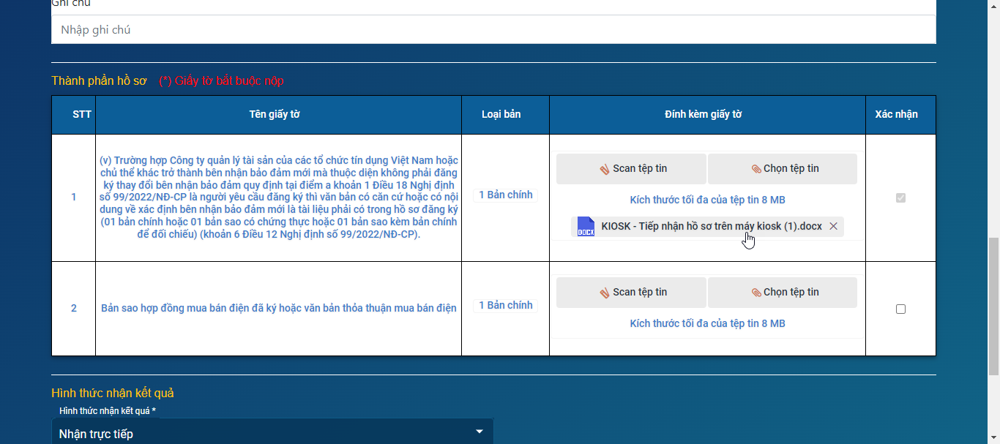 Ghi chú
Nhập ghi chú
Thành phần hồ sơ (*) Giấy tờ bắt buộc nộp
STT Tên giấy tờ Loại bản Đính kèm giấy tờ Xác nhận
1
(v) Trường hợp Công ty quản lý tài sản của các tổ chức tín dụng Việt Nam hoặc
chủ thể khác trở thành bên nhận bảo đảm mới mà thuộc diện không phải đăng
ký thay đổi bên nhận bảo đảm quy định tại điểm a khoản 1 Điều 18 Nghị định
số 99/2022/NĐ-CP là người yêu cầu đăng ký thì văn bản có căn cứ hoặc có nội
dung về xác định bên nhận bảo đảm mới là tài liệu phải có trong hồ sơ đăng ký
(01 bản chính hoặc 01 bản sao có chứng thực hoặc 01 bản sao kèm bản chính
để đối chiếu) (khoản 6 Điều 12 Nghị định số 99/2022/NĐ-CP).
1 Bản chính
Scan tệp tin Chọn tệp tin
Kích thước tối đa của tệp tin 8 MB
DOCX KIOSK - Tiếp nhận hồ sơ trên máy kiosk (1).docx
2
Bản sao hợp đồng mua bán điện đã ký hoặc văn bản thỏa thuận mua bán điện
1 Bản chính
Scan tệp tin Chọn tệp tin
Kích thước tối đa của tệp tin 8 MB
Hình thức nhận kết quả
Hình thức nhận kết quả *
Nhận trực tiếp